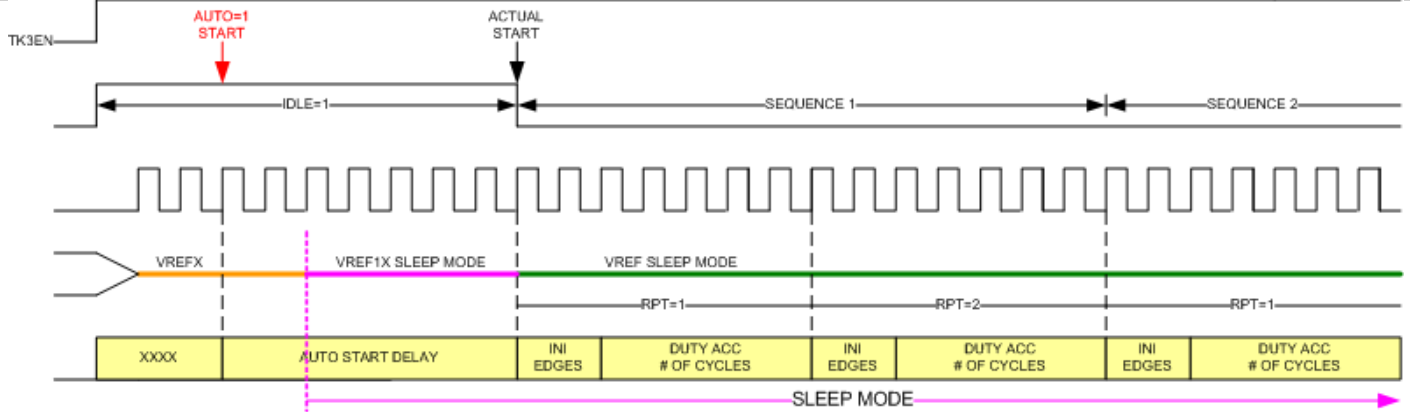 AUTO=1
START
ACTUAL
START
TK3EN
IDLE=1
SEQUENCE 1
SEQUENCE 2
VREFX
VREF1X SLEEP MODE
VREF SLEEP MODE
RPT=1
RPT=2
RPT=1
XXXX
AUTO START DELAY
INI
EDGES
DUTY ACC
# OF CYCLES
INI
EDGES
DUTY ACC
# OF CYCLES
INI
EDGES
DUTY ACC
# OF CYCLES
SLEEP MODE